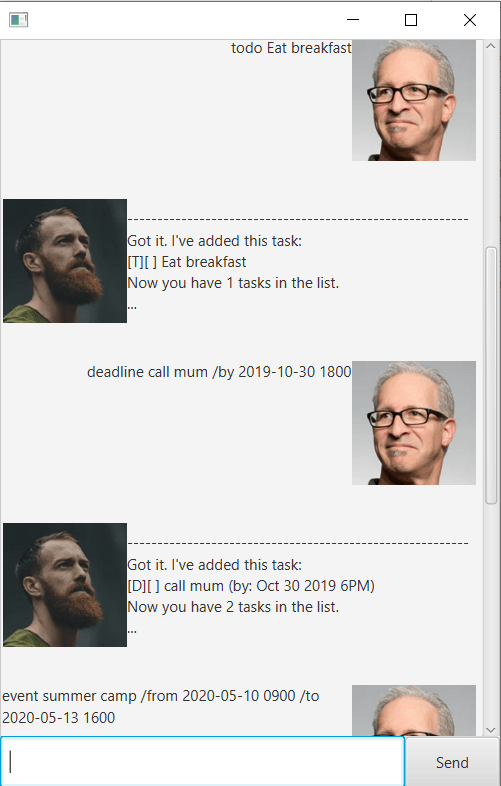 todo Eat breakfast
------------------------------------------------------------
Got it. I've added this task:
[T][ ] Eat breakfast
Now you have 1 tasks in the list.
...
deadline call mum /by 2019-10-30 1800
------------------------------------------------------------
Got it. I've added this task:
[D][ ] call mum (by: Oct 30 2019 6PM)
Now you have 2 tasks in the list.
...
event summer camp /from 2020-05-10 0900 /to
2020-05-13 1600
Send